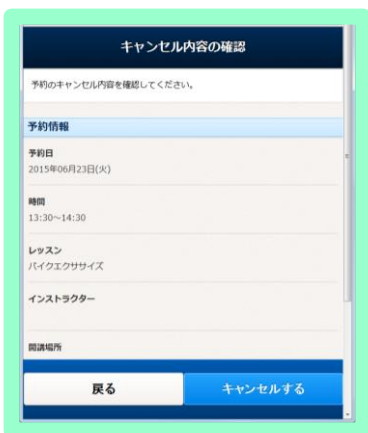 キャンセル内容の確認
予約のキャンセル内容を確認してください。
予約情報
予約日
2015年06月23日(火)
時間
13:30～14:30
レッスン
バイクエクササイズ
インストラクター
開講場所
戻る
キャンセルする